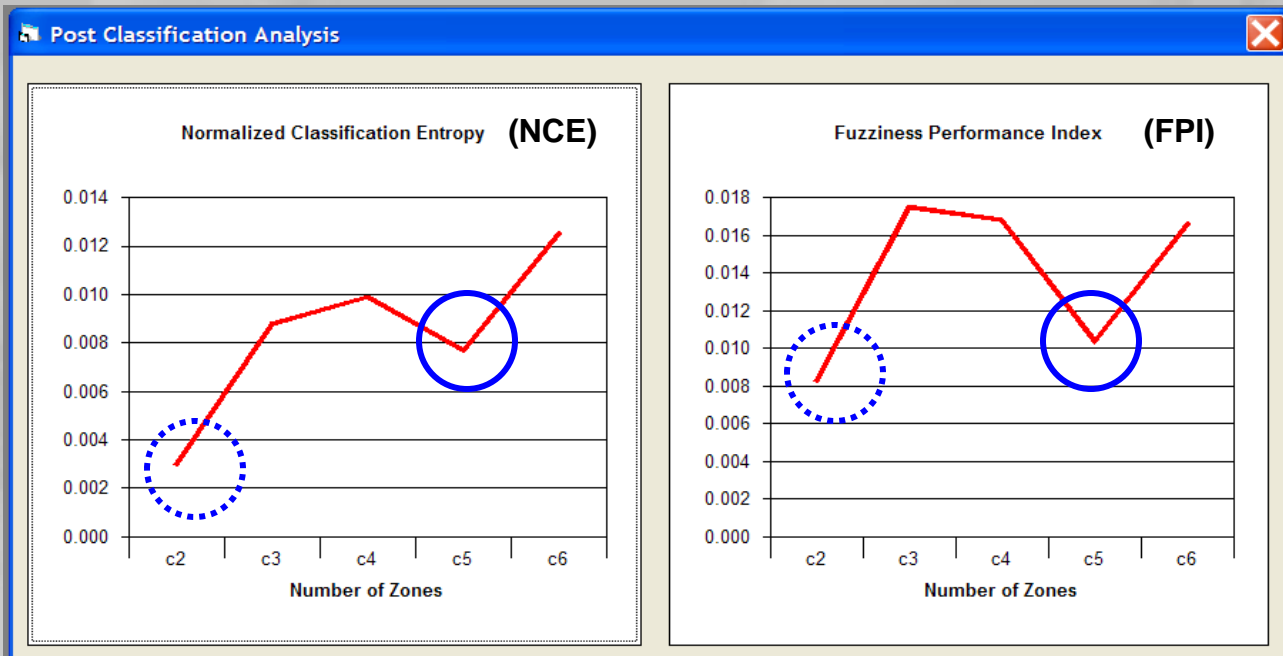 Post Classification Analysis
Normalized Classification Entropy (NCE)
0.014
0.012
0.010
0.008
0.006
0.004
0.002
0.000
c2 c3 c4 c5 c6
Number of Zones
Fuzziness Performance Index (FPI)
0.018
0.016
0.014
0.012
0.010
0.008
0.006
0.004
0.002
0.000
c2 c3 c4 c5 c6
Number of Zones